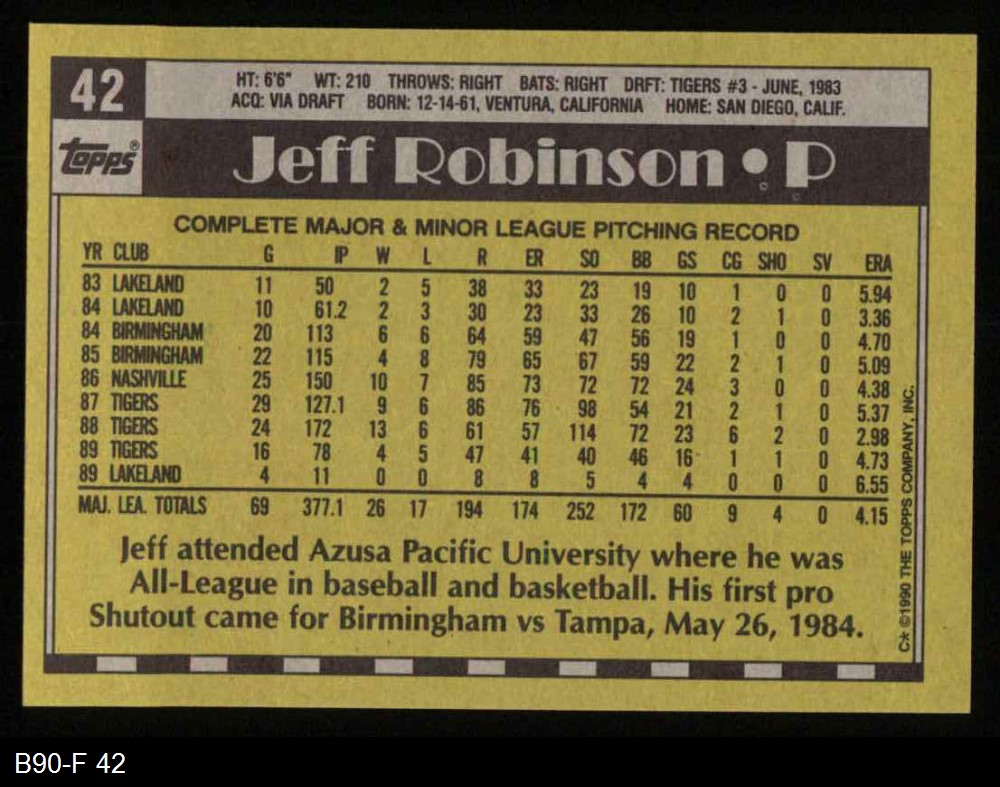 42
HT: 6'6" WT: 210 THROWS: RIGHT BATS: RIGHT DRFT: TIGERS #3 - JUNE, 1983
ACQ: VIA DRAFT BORN: 12-14-61, VENTURA, CALIFORNIA HOME: SAN DIEGO, CALIF.
topps®
Jeff Robinson • P
COMPLETE MAJOR & MINOR LEAGUE PITCHING RECORD
YR CLUB G IP W L R ER SO BB GS CG SHO SV ERA
83 LAKELAND 11 50 2 5 38 33 23 19 10 1 0 0 5.94
84 LAKELAND 10 61.2 2 3 30 23 33 26 10 2 1 0 3.36
84 BIRMINGHAM 20 113 6 6 64 59 47 56 19 1 0 0 4.70
85 BIRMINGHAM 22 115 4 8 79 65 67 59 22 2 1 0 5.09
86 NASHVILLE 25 150 10 7 85 73 72 72 24 3 0 0 4.38
87 TIGERS 29 127.1 9 6 86 76 98 54 21 2 1 0 5.37
88 TIGERS 24 172 13 6 61 57 114 72 23 6 2 0 2.98
89 TIGERS 16 78 4 5 47 41 40 46 16 1 1 0 4.73
89 LAKELAND 4 11 0 0 8 8 5 4 4 0 0 0 6.55
MAJ. LEA. TOTALS 69 377.1 26 17 194 174 252 172 60 9 4 0 4.15
Jeff attended Azusa Pacific University where he was
All-League in baseball and basketball. His first pro
Shutout came for Birmingham vs Tampa, May 26, 1984.
C* ©1990 THE TOPPS COMPANY, INC.
B90-F 42